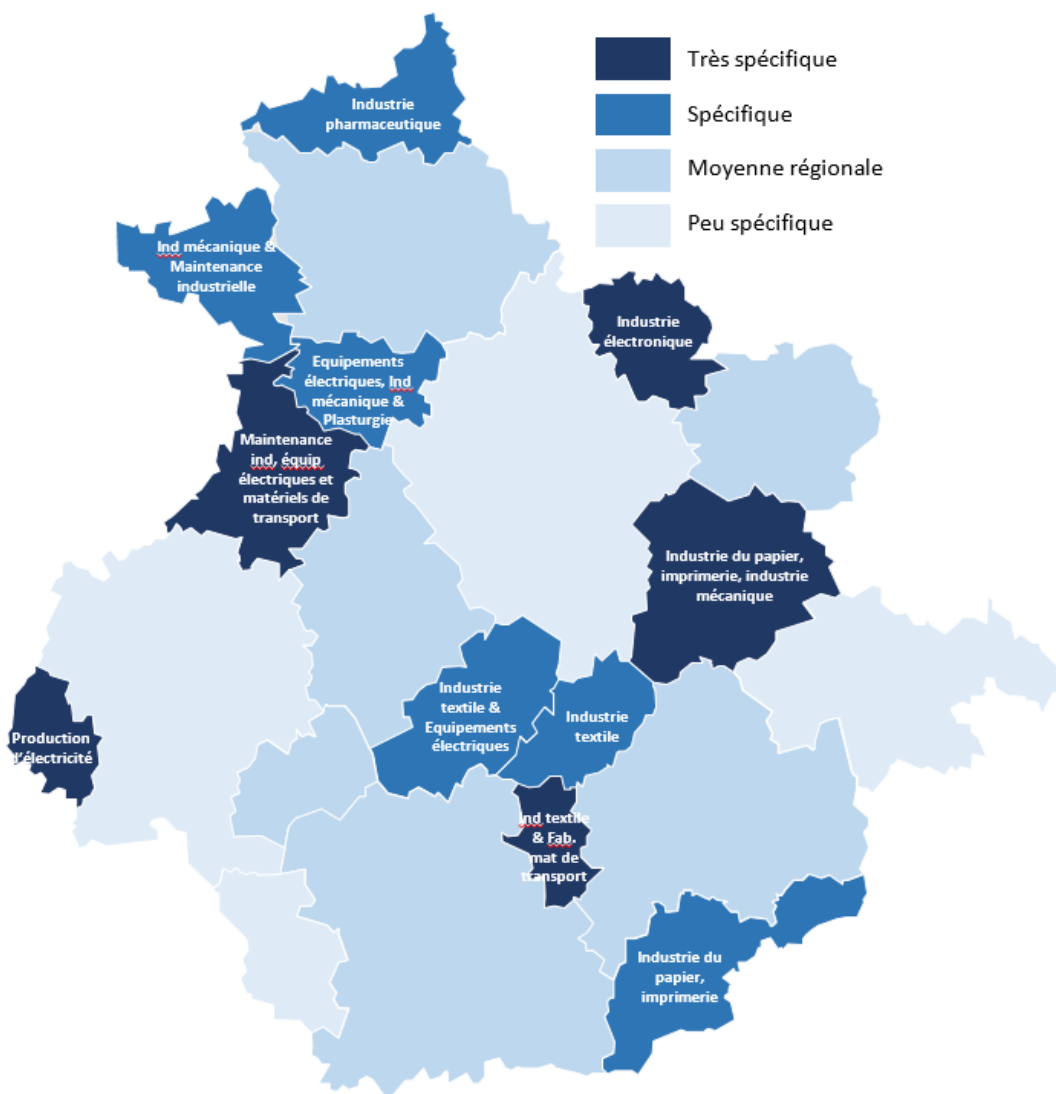 Très spécifique
Spécifique
Moyenne régionale
Peu spécifique
Industrie
pharmaceutique
Ind mécanique &
Maintenance
industrielle
Industrie
électronique
Equipements
électriques, Ind
mécanique &
Plasturgie
Maintenance
ind, équip
électriques et
matériels de
transport
Industrie du papier,
imprimerie, industrie
mécanique
Industrie
textile &
Equipements
électriques
Industrie
textile
Production
d'électricité
Ind textile
& Fab.
mat de
transport
Industrie du
papier,
imprimerie